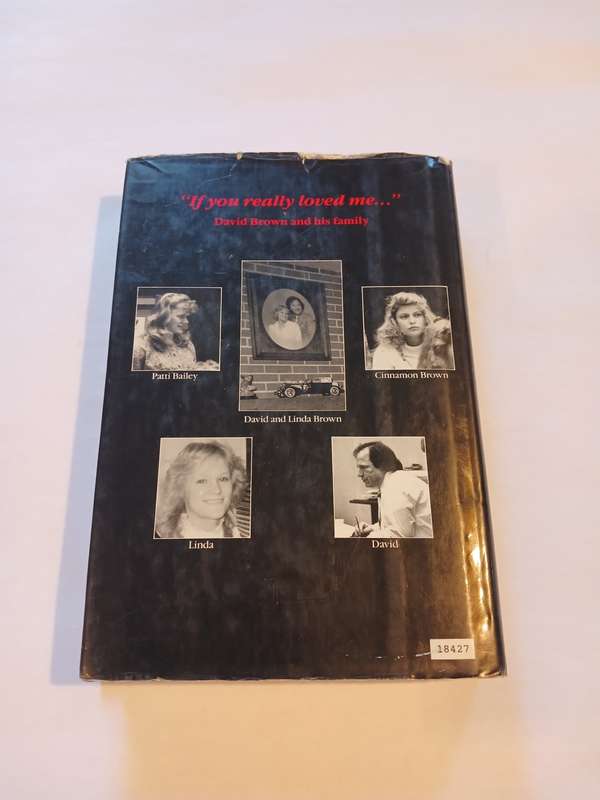 "If you really loved me..."
David Brown and his family
Patti Bailey
Cinnamon Brown
David and Linda Brown
Linda
David
18427